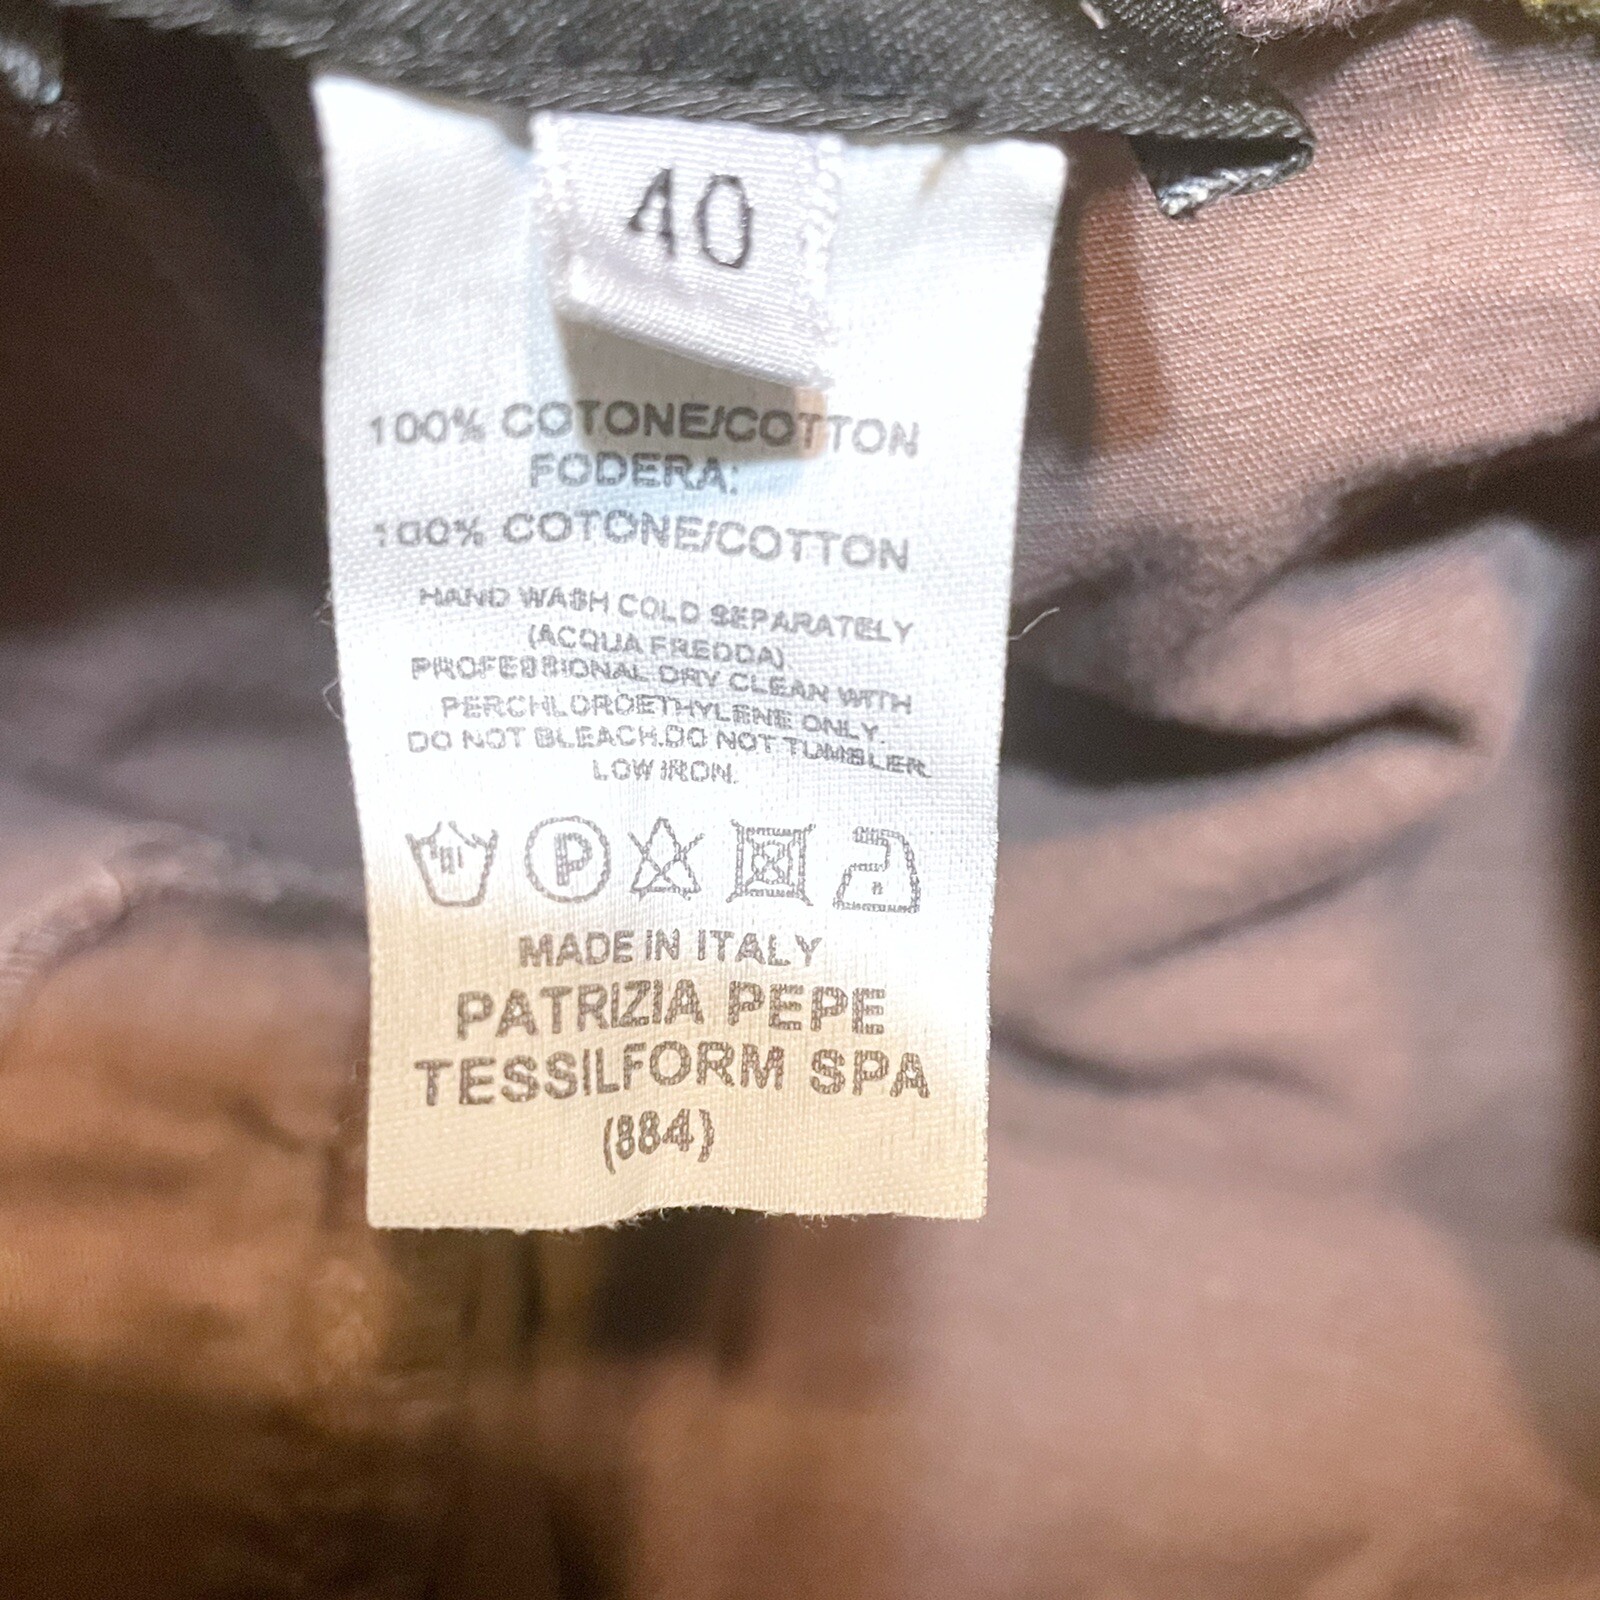 40
100% COTONE/COTTON
FODERA:
100% COTONE/COTTON
HAND WASH COLD SEPARATELY
(ACQUA FREDDA).
PROFESSIONAL DRY CLEAN WITH
PERCHLOROETHYLENE ONLY.
DO NOT BLEACH.DO NOT TUMBLER.
LOW IRON.
P
MADE IN ITALY
PATRIZIA PEPE
TESSILFORM SPA
(884)